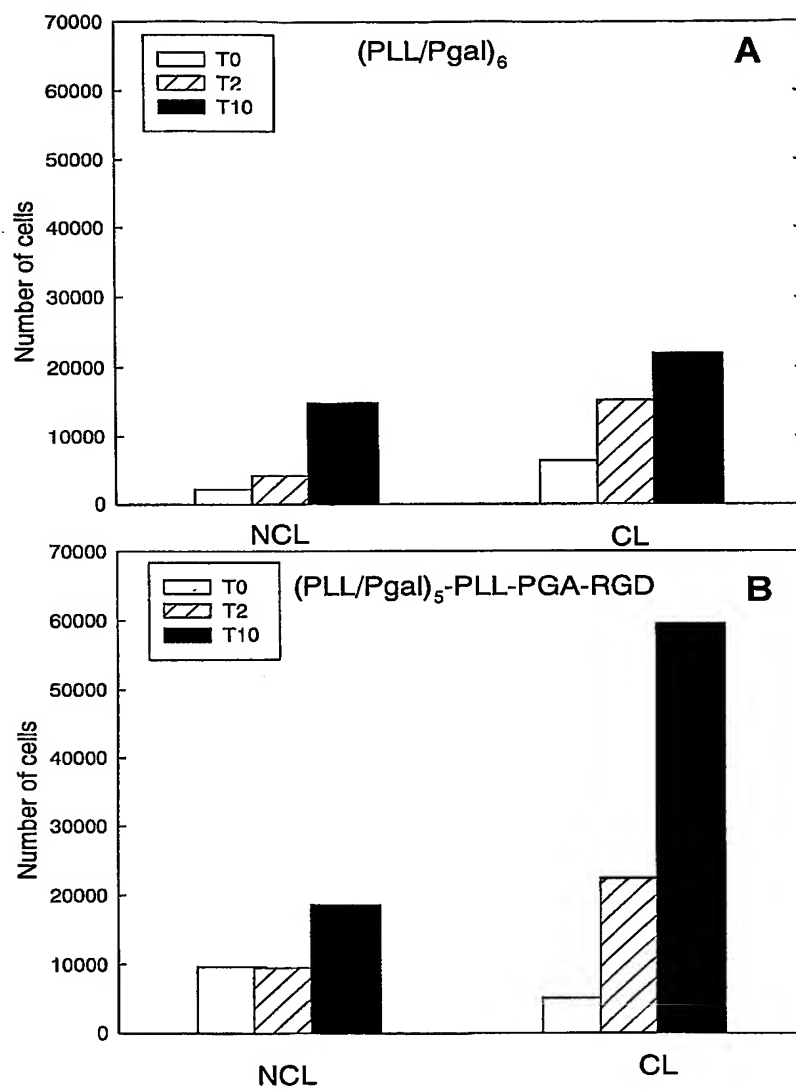 70000
60000
50000
40000
30000
20000
10000
0
Number of cells
T0
T2
T10
(PLL/Pgal)6
A
NCL
CL
70000
60000
50000
40000
30000
20000
10000
0
Number of cells
T0
T2
T10
(PLL/Pgal)5-PLL-PGA-RGD
B
NCL
CL